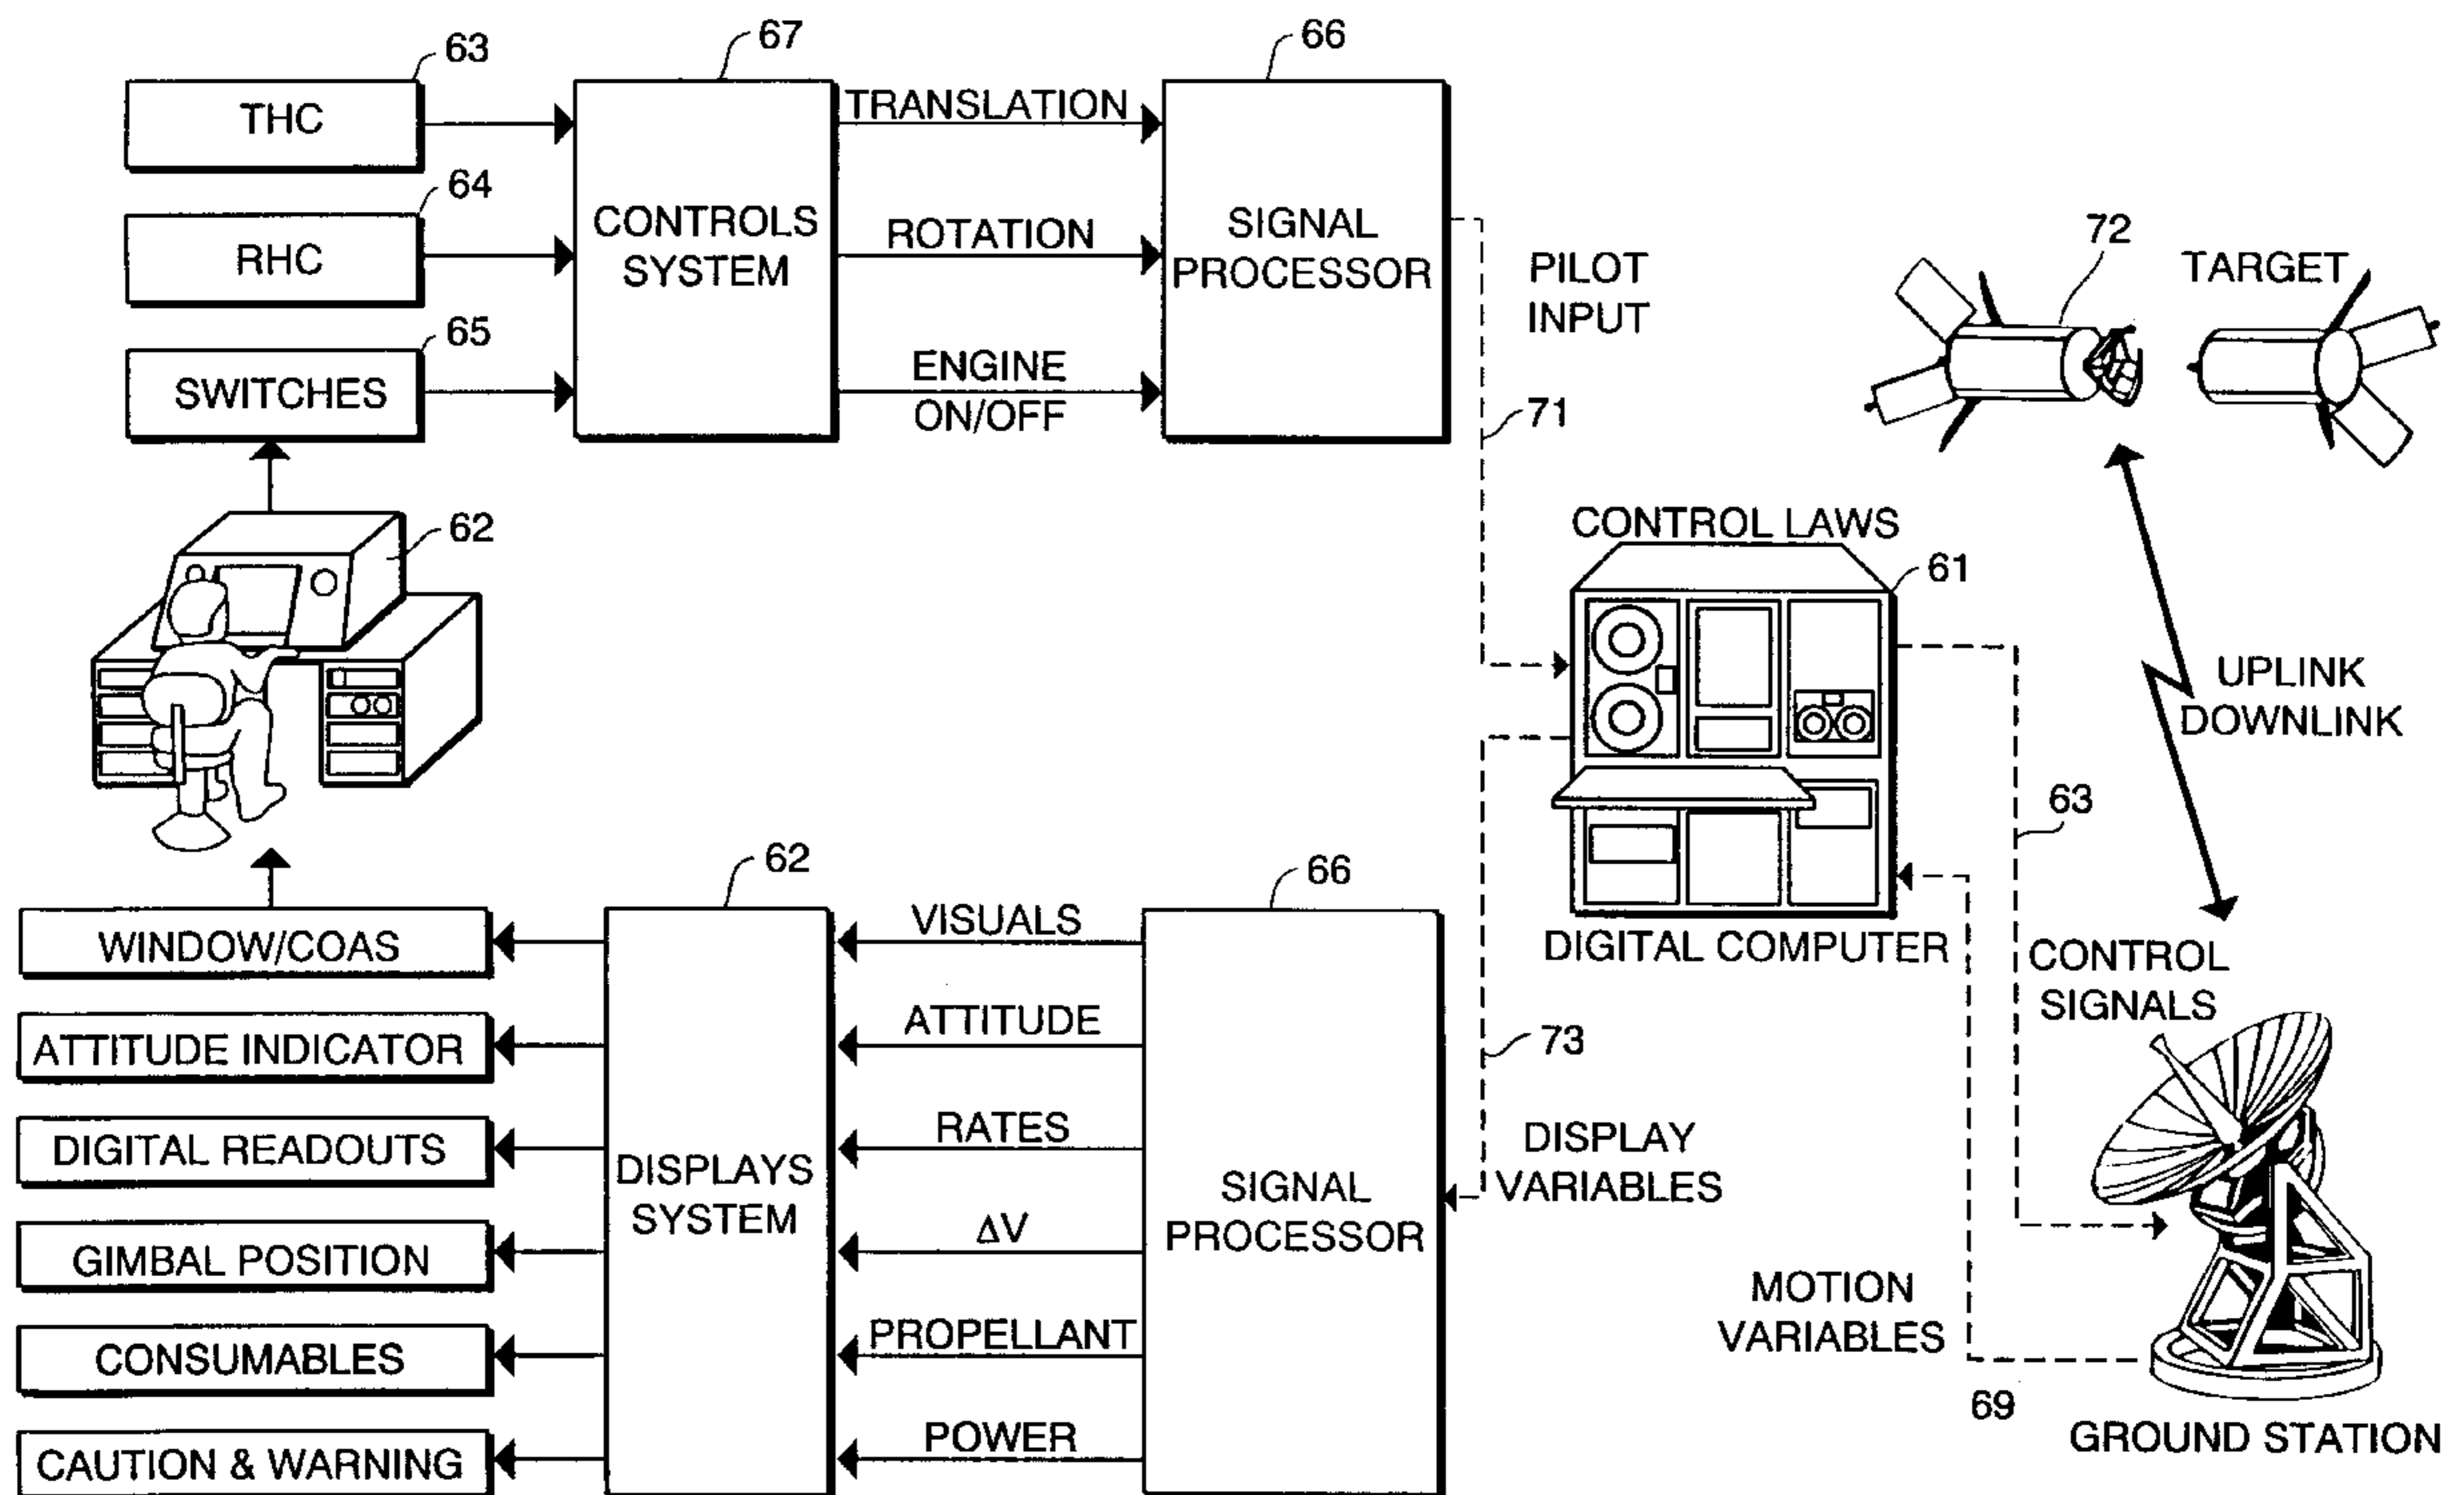 63
67
66
THC
TRANSLATION
64
RHC
CONTROLS
SYSTEM
ROTATION
SIGNAL
PROCESSOR
65
SWITCHES
ENGINE
ON/OFF
PILOT
INPUT
71
72
TARGET
62
CONTROL LAWS
61
UPLINK
DOWNLINK
63
DIGITAL COMPUTER
CONTROL
SIGNALS
62
66
WINDOW/COAS
VISUALS
ATTITUDE INDICATOR
ATTITUDE
73
DIGITAL READOUTS
RATES
DISPLAYS
SYSTEM
SIGNAL
PROCESSOR
DISPLAY
VARIABLES
GIMBAL POSITION
ΔV
CONSUMABLES
PROPELLANT
MOTION
VARIABLES
69
CAUTION & WARNING
POWER
GROUND STATION